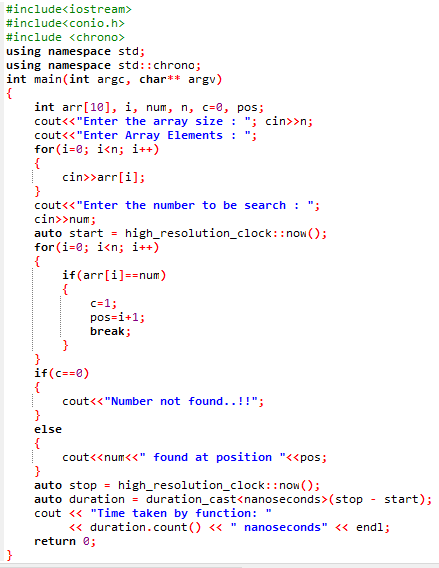 #include<iostream>
#include<conio.h>
#include <chrono>
using namespace std;
using namespace std::chrono;
int main(int argc, char** argv)
{
    int arr[10], i, num, n, c=0, pos;
    cout<<"Enter the array size : "; cin>>n;
    cout<<"Enter Array Elements : ";
    for(i=0; i<n; i++)
    {
        cin>>arr[i];
    }
    cout<<"Enter the number to be search : ";
    cin>>num;
    auto start = high_resolution_clock::now();
    for(i=0; i<n; i++)
    {
        if(arr[i]==num)
        {
            c=1;
            pos=i+1;
            break;
        }
    }
    if(c==0)
    {
        cout<<"Number not found..!!";
    }
    else
    {
        cout<<num<<" found at position "<<pos;
    }
    auto stop = high_resolution_clock::now();
    auto duration = duration_cast<nanoseconds>(stop - start);
    cout << "Time taken by function: "
         << duration.count() << " nanoseconds" << endl;
    return 0;
}